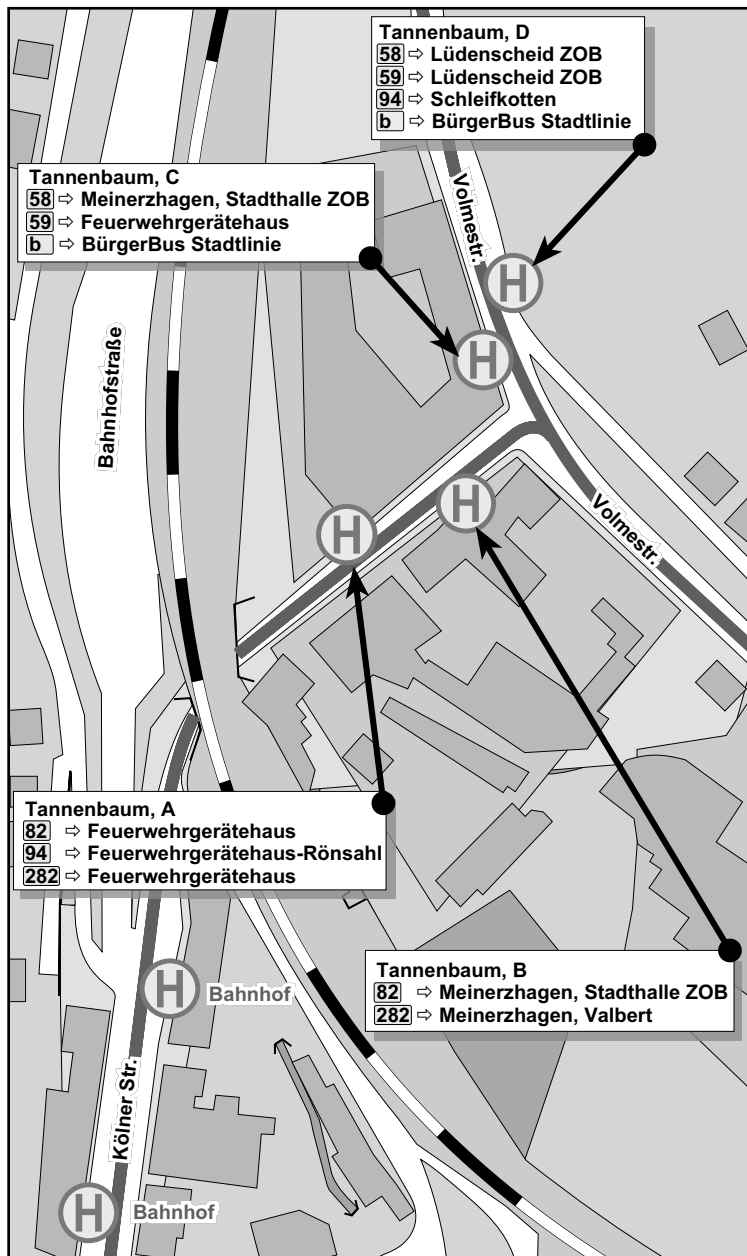 Tannenbaum, D
58 ⇨ Lüdenscheid ZOB
59 ⇨ Lüdenscheid ZOB
94 ⇨ Schleifkotten
b ⇨ BürgerBus Stadtlinie
Tannenbaum, C
58 ⇨ Meinerzhagen, Stadthalle ZOB
59 ⇨ Feuerwehrgerätehaus
b ⇨ BürgerBus Stadtlinie
Volmestr.
H
H
Bahnhofstraße
H
H
Volmestr.
Tannenbaum, A
82 ⇨ Feuerwehrgerätehaus
94 ⇨ Feuerwehrgerätehaus-Rönsahl
282 ⇨ Feuerwehrgerätehaus
Tannenbaum, B
82 ⇨ Meinerzhagen, Stadthalle ZOB
282 ⇨ Meinerzhagen, Valbert
H Bahnhof
Kölner Str.
H Bahnhof